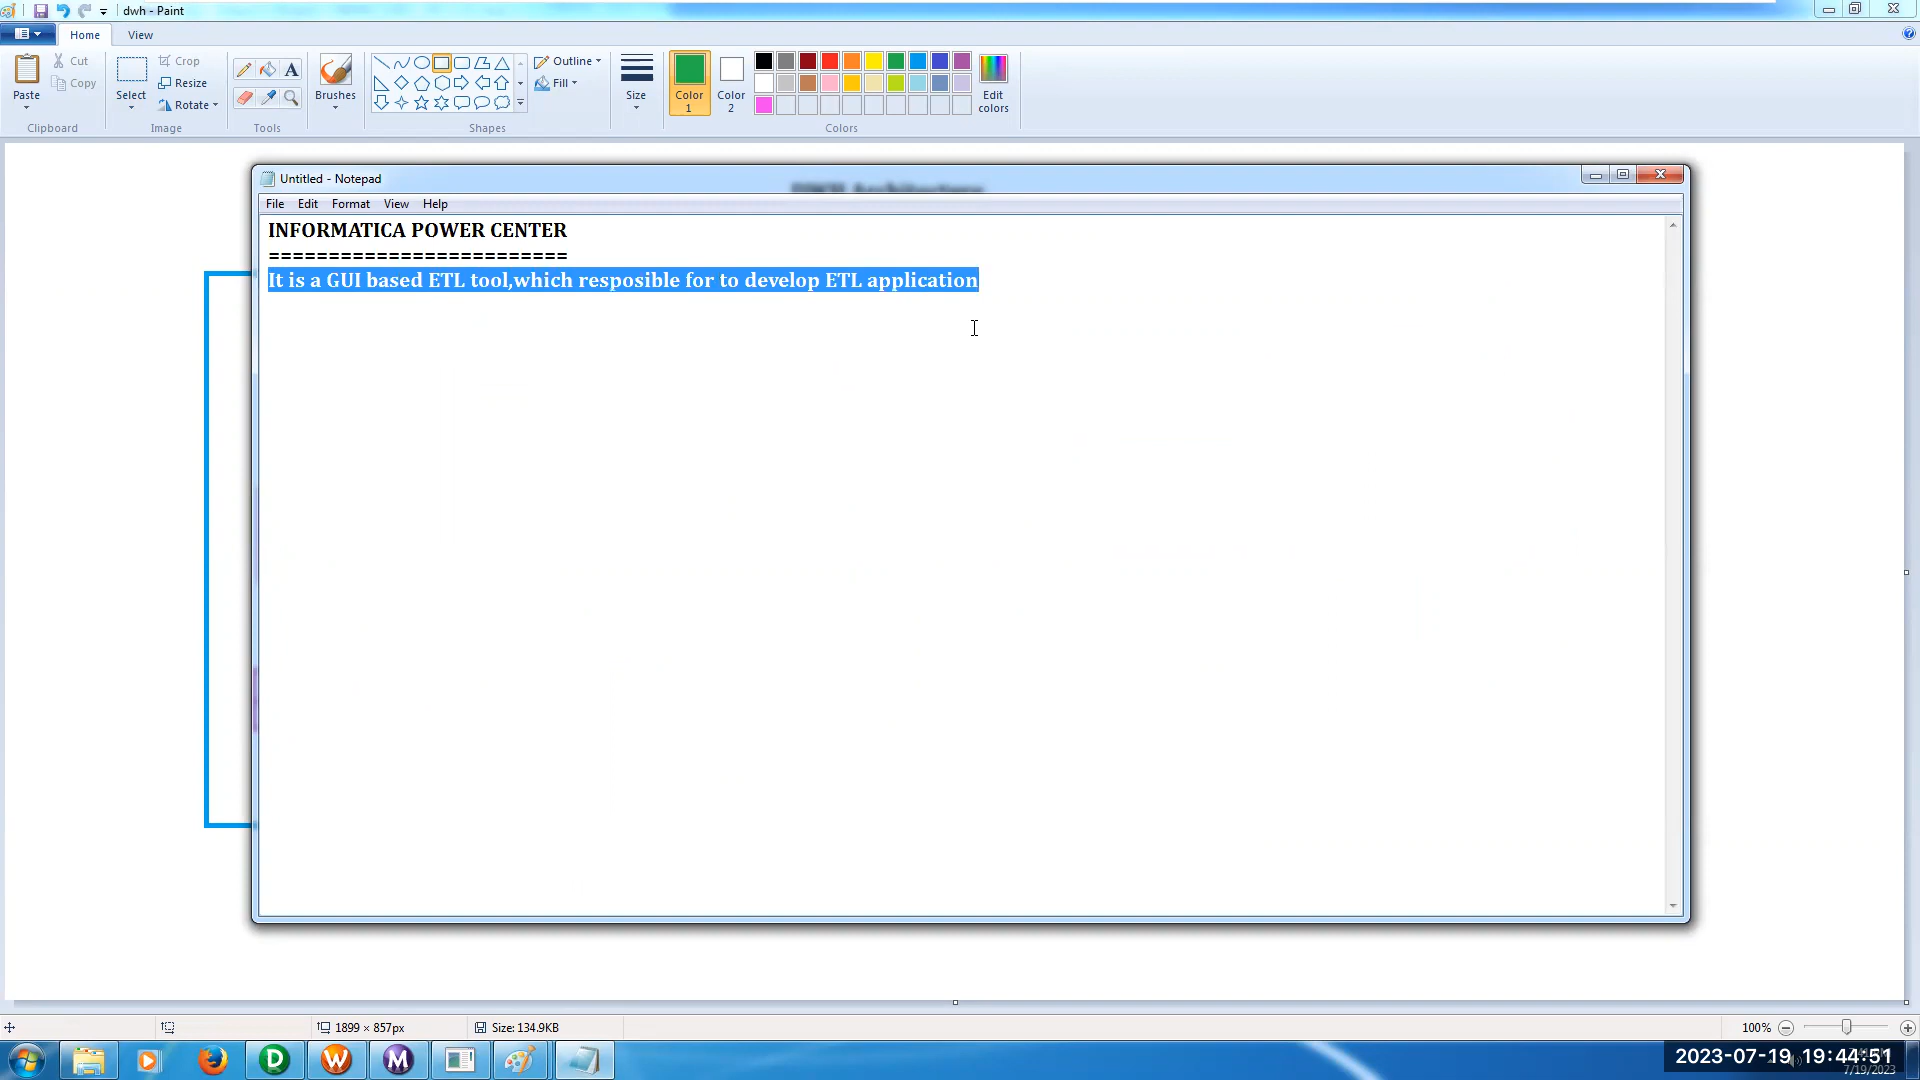 dwh - Paint
Home View
Paste
Cut
Copy
Clipboard
Select
Crop
Resize
Rotate
Image
A
Tools
Brushes
Outline
Fill
Shapes
Size
Color 1
Color 2
Edit colors
Colors
Untitled - Notepad
File Edit Format View Help
INFORMATICA POWER CENTER
=========================
It is a GUI based ETL tool,which resposible for to develop ETL application
1899 × 857px
Size: 134.9KB
100%
D W M
2023-07-19 19:44:51
7/19/2023